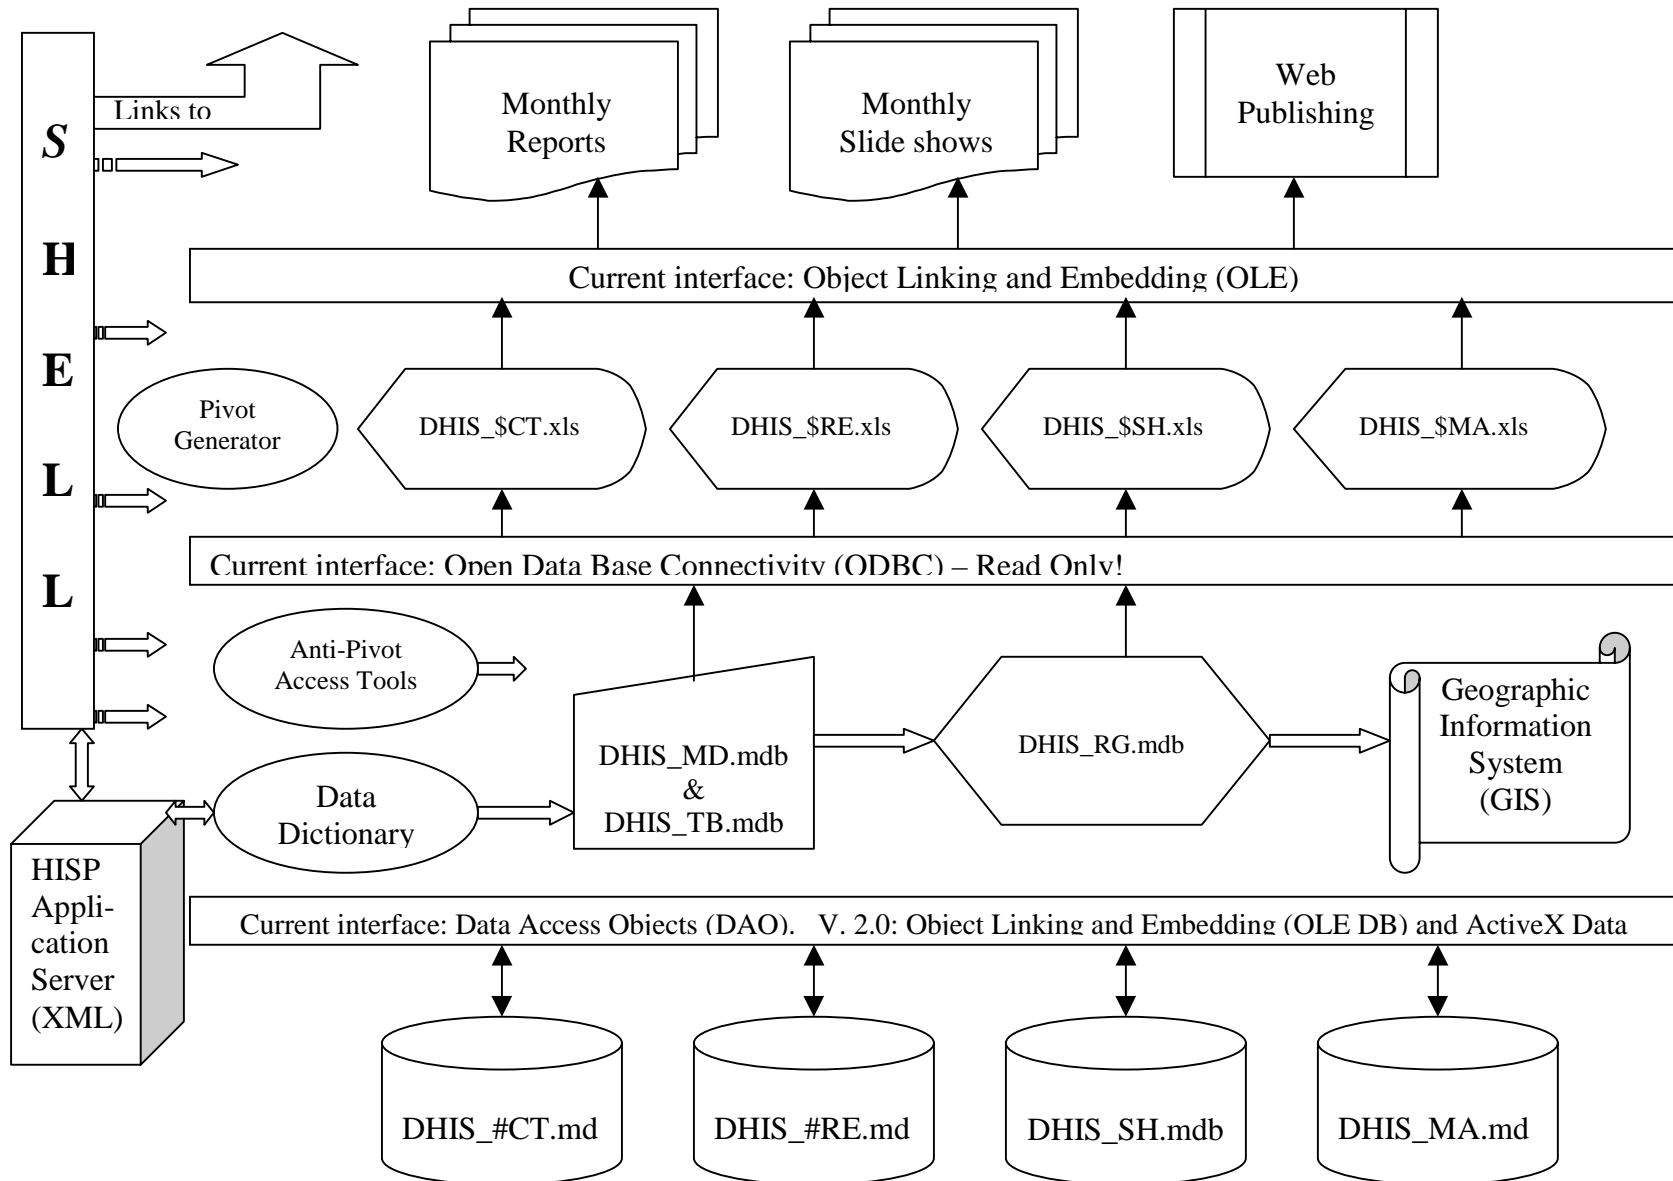 Links to
S
H
E
L
L
Monthly
Reports
Monthly
Slide shows
Web
Publishing
Current interface: Object Linking and Embedding (OLE)
Pivot
Generator
DHIS_$CT.xls
DHIS_$RE.xls
DHIS_$SH.xls
DHIS_$MA.xls
Current interface: Open Data Base Connectivity (ODBC) – Read Only!
Anti-Pivot
Access Tools
Data
Dictionary
DHIS_MD.mdb
&
DHIS_TB.mdb
DHIS_RG.mdb
Geographic
Information
System
(GIS)
HISP
Appli-
cation
Server
(XML)
Current interface: Data Access Objects (DAO). V. 2.0: Object Linking and Embedding (OLE DB) and ActiveX Data
DHIS_#CT.md
DHIS_#RE.md
DHIS_SH.mdb
DHIS_MA.md